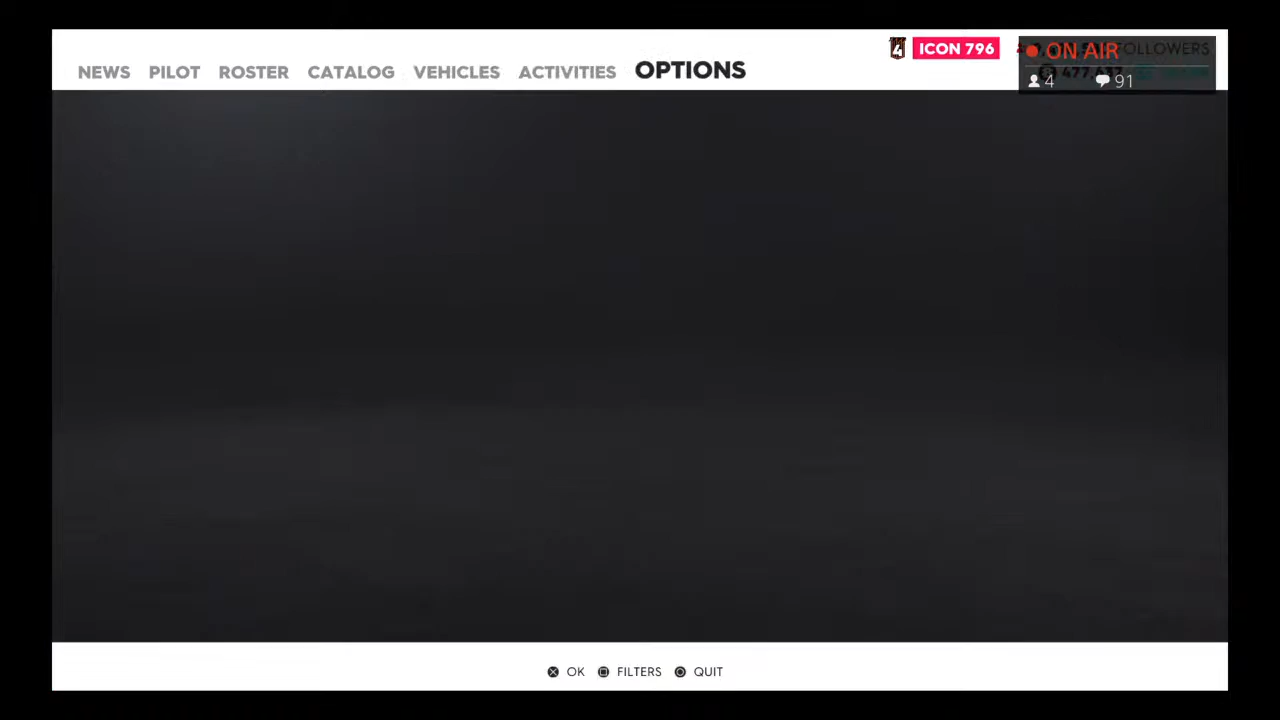 4 ICON 796 ON AIR FOLLOWERS
NEWS PILOT ROSTER CATALOG VEHICLES ACTIVITIES OPTIONS
4 91
OK FILTERS QUIT